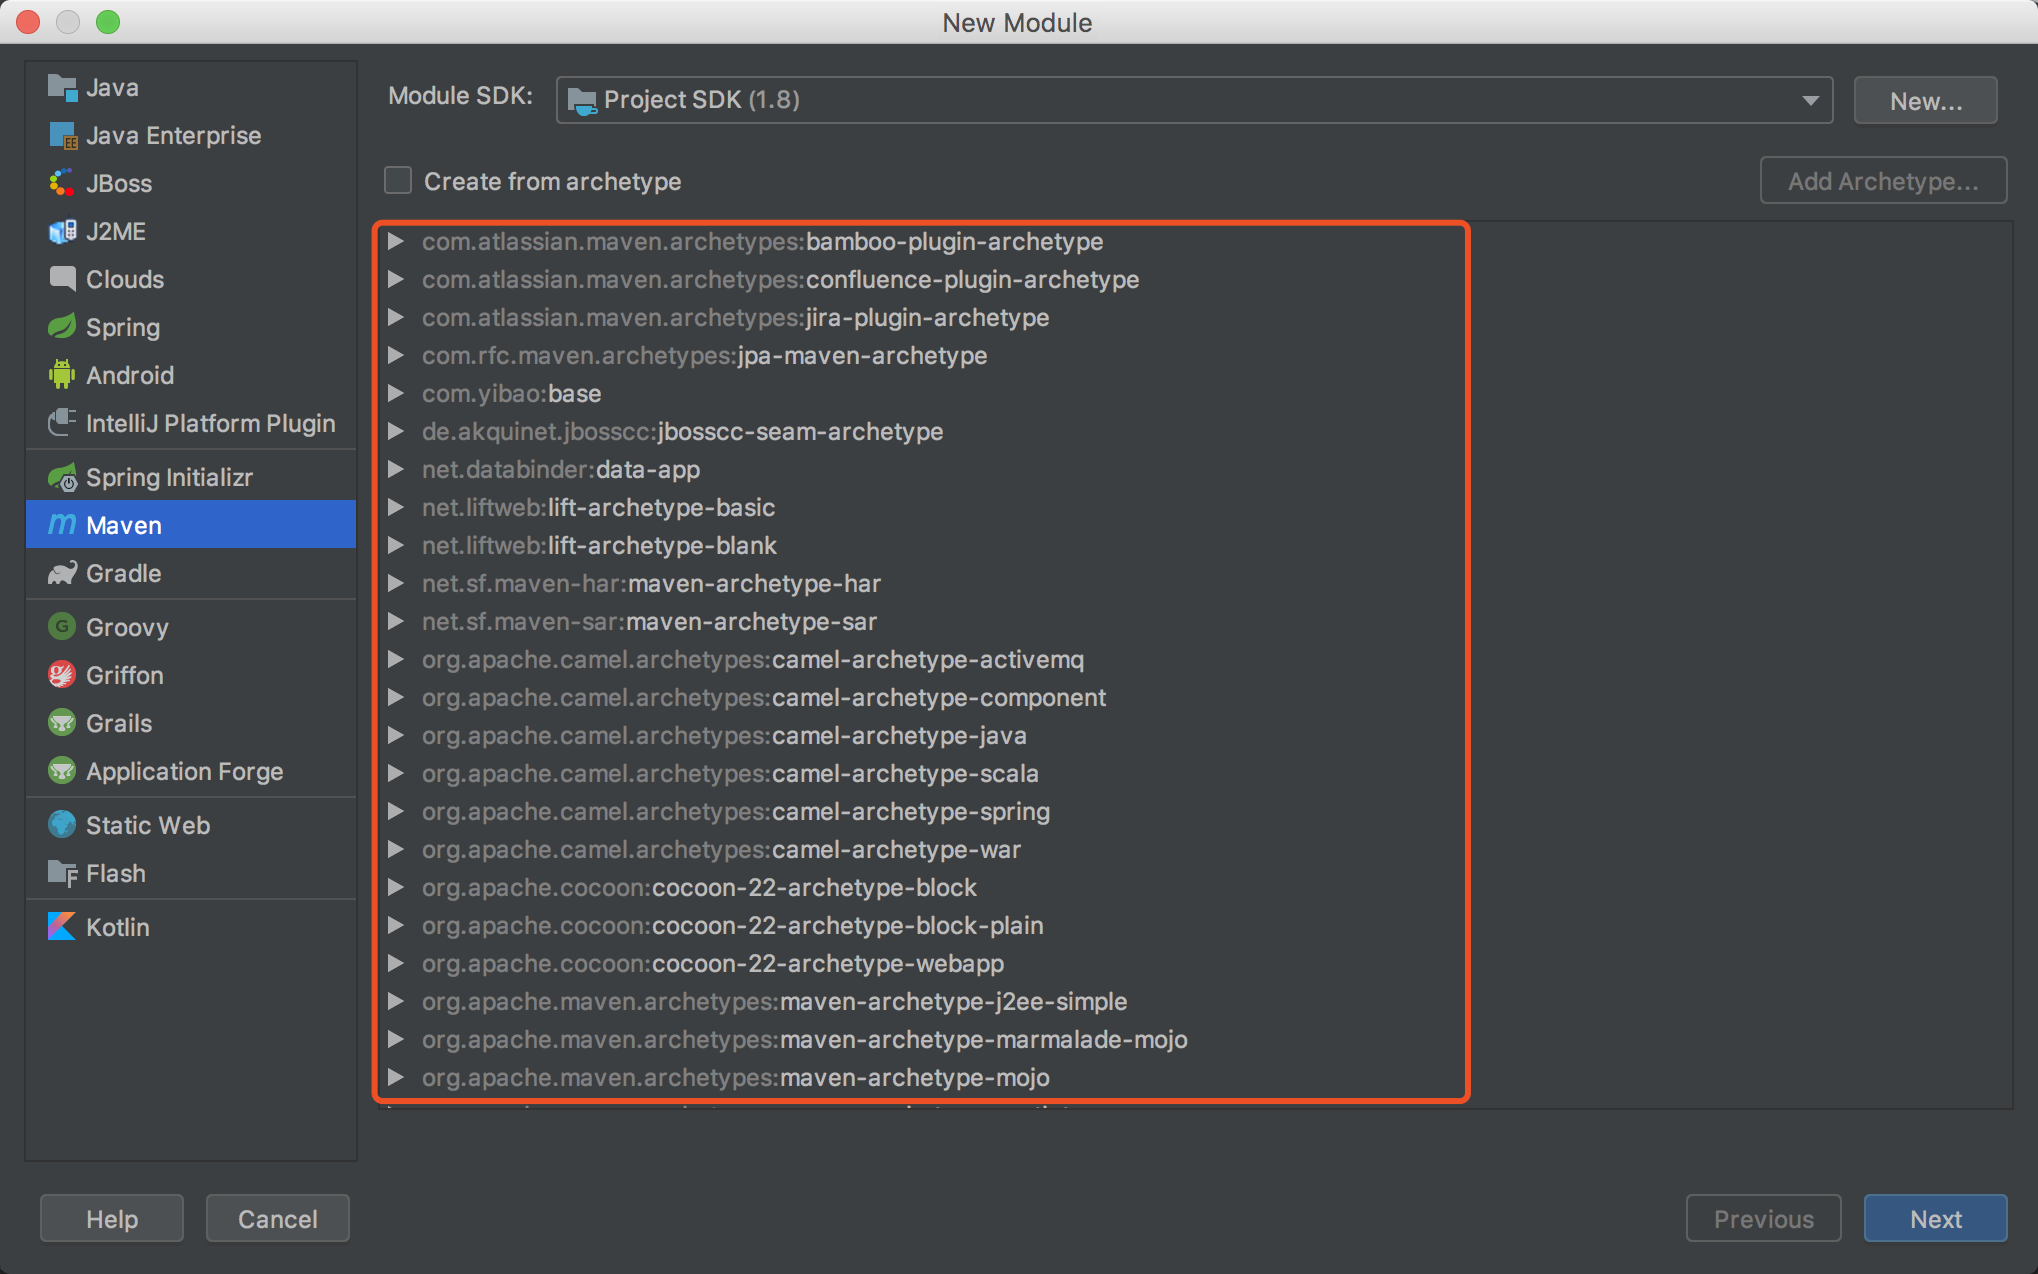 New Module
Java
Java Enterprise
JBoss
J2ME
Clouds
Spring
Android
IntelliJ Platform Plugin
Spring Initializr
Maven
Gradle
Groovy
Griffon
Grails
Application Forge
Static Web
Flash
Kotlin
Module SDK: Project SDK (1.8) New...
Create from archetype Add Archetype...
com.atlassian.maven.archetypes:bamboo-plugin-archetype
com.atlassian.maven.archetypes:confluence-plugin-archetype
com.atlassian.maven.archetypes:jira-plugin-archetype
com.rfc.maven.archetypes:jpa-maven-archetype
com.yibao:base
de.akquinet.jbosscc:jbosscc-seam-archetype
net.databinder:data-app
net.liftweb:lift-archetype-basic
net.liftweb:lift-archetype-blank
net.sf.maven-har:maven-archetype-har
net.sf.maven-sar:maven-archetype-sar
org.apache.camel.archetypes:camel-archetype-activemq
org.apache.camel.archetypes:camel-archetype-component
org.apache.camel.archetypes:camel-archetype-java
org.apache.camel.archetypes:camel-archetype-scala
org.apache.camel.archetypes:camel-archetype-spring
org.apache.camel.archetypes:camel-archetype-war
org.apache.cocoon:cocoon-22-archetype-block
org.apache.cocoon:cocoon-22-archetype-block-plain
org.apache.cocoon:cocoon-22-archetype-webapp
org.apache.maven.archetypes:maven-archetype-j2ee-simple
org.apache.maven.archetypes:maven-archetype-marmalade-mojo
org.apache.maven.archetypes:maven-archetype-mojo
Help Cancel Previous Next